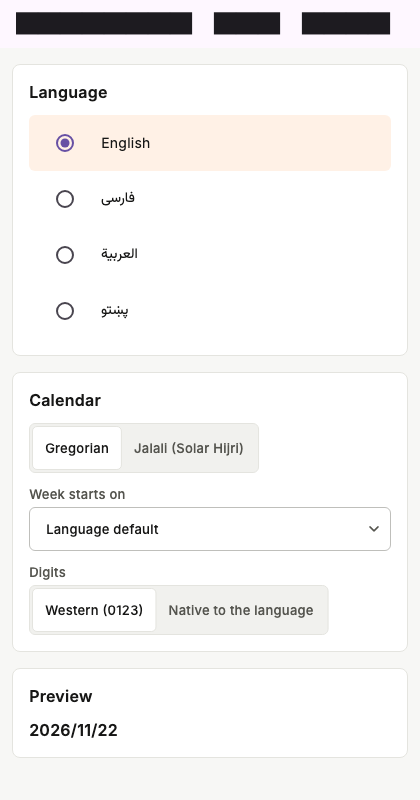 Language
English
فارسی
العربية
پښتو
Calendar
Gregorian Jalali (Solar Hijri)
Week starts on
Language default
Digits
Western (0123) Native to the language
Preview
2026/11/22